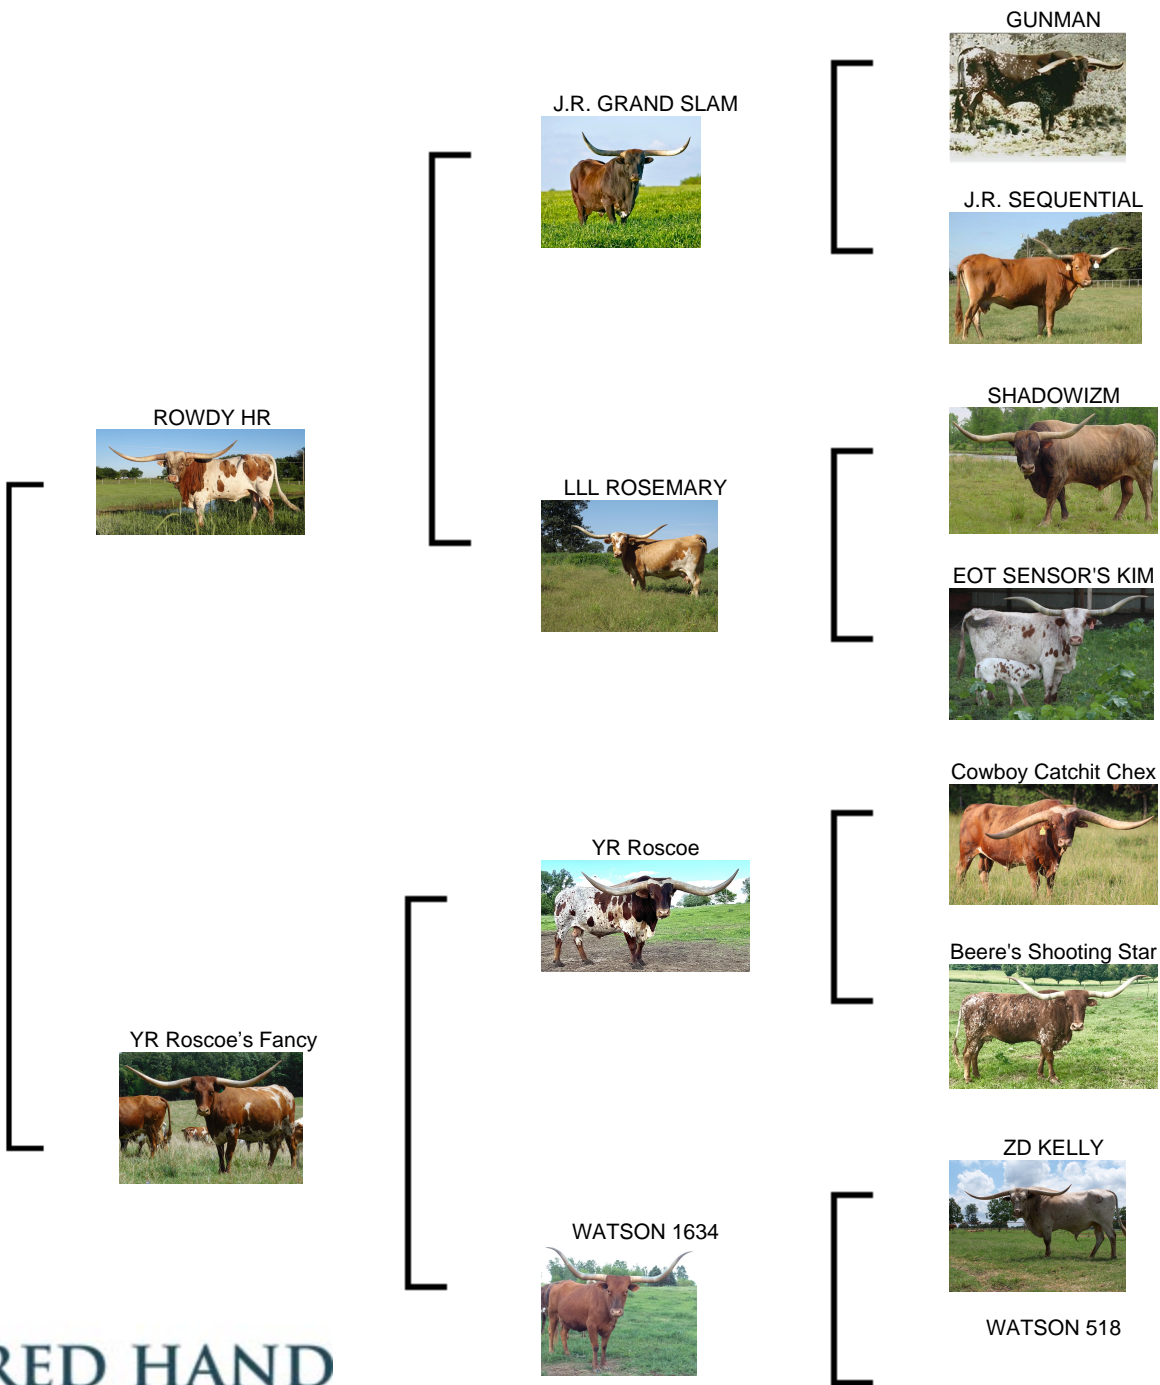 GUNMAN
J.R. GRAND SLAM
J.R. SEQUENTIAL
SHADOWIZM
ROWDY HR
LLL ROSEMARY
EOT SENSOR'S KIM
Cowboy Catchit Chex
YR Roscoe
Beere's Shooting Star
YR Roscoe’s Fancy
ZD KELLY
WATSON 1634
WATSON 518
RED HAND